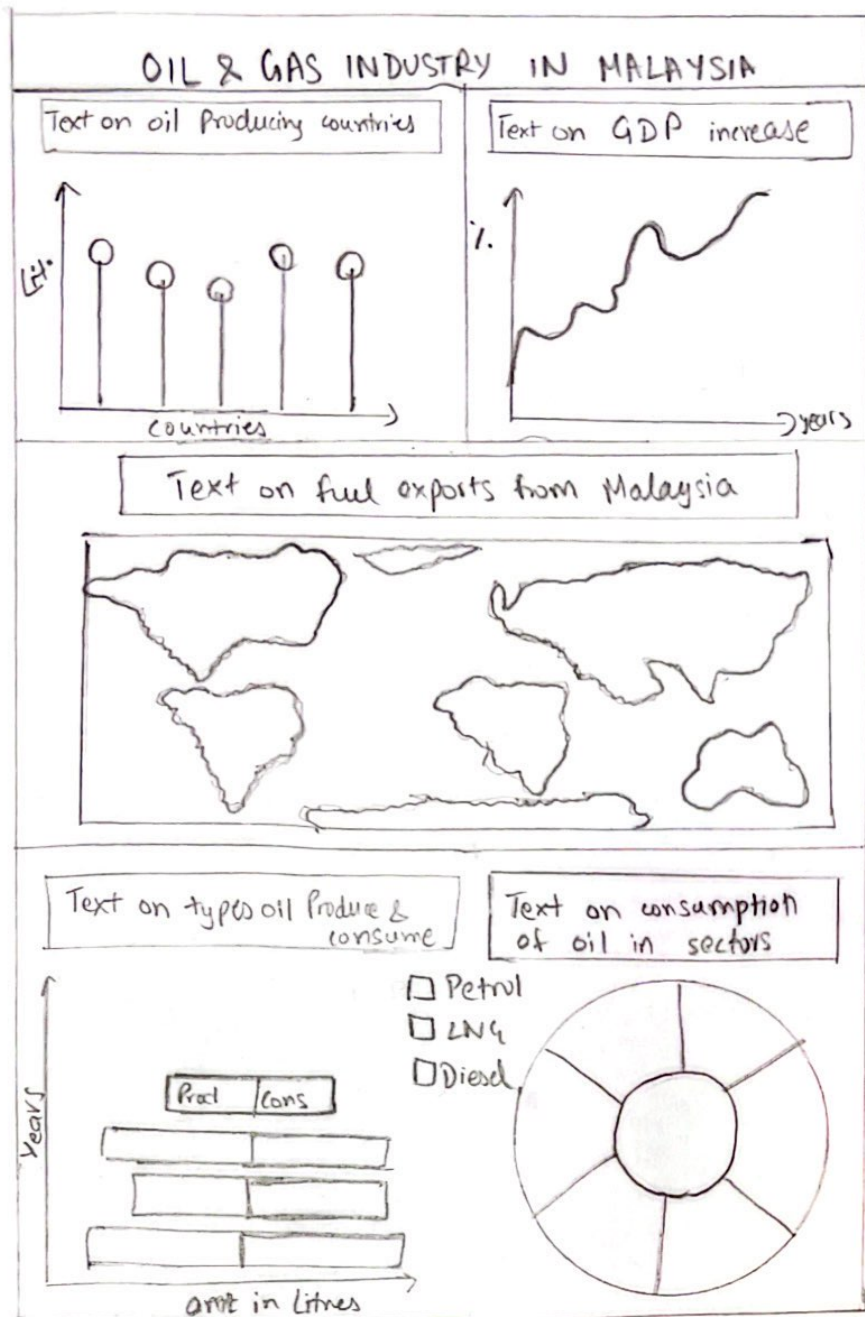 OIL & GAS INDUSTRY IN MALAYSIA
Text on oil Producing countries
Lit.
countries
Text on GDP increase
%.
years
Text on fuel exports from Malaysia
Text on types oil Produce &
consume
Years
Prod Cons
amt in Litres
Petrol
LNG
Diesel
Text on consumption
of oil in sectors